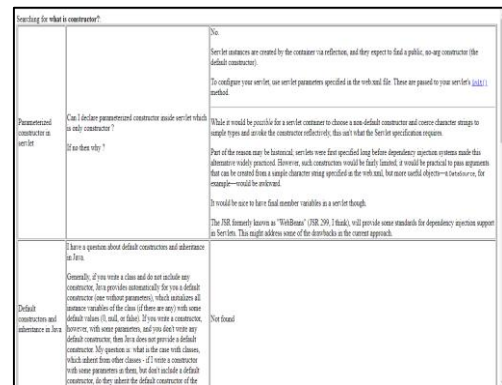 Searching for what is constructor?:
Parameterized
constructor in
servlet
Can I declare parameterized constructor inside servlet which
is only constructor ?
If no then why ?
No.
Servlet instances are created by the container via reflection, and they expect to find a public, no-arg constructor (the
default constructor).
To configure your servlet, use servlet parameters specified in the web.xml file. These are passed to your servlet's init()
method.
While it would be possible for a servlet container to choose a non-default constructor and coerce character strings to
simple types and invoke the constructor reflectively, this isn't what the Servlet specification requires.
Part of the reason may be historical; servlets were first specified long before dependency injection systems made this
alternative widely practiced. However, such constructors would be fairly limited; it would be practical to pass arguments
that can be created from a simple character string specified in the web.xml, but more useful objects—a DataSource, for
example—would be awkward.
It would be nice to have final member variables in a servlet though.
The JSR formerly known as "WebBeans" (JSR 299, I think), will provide some standards for dependency injection support
in Servlets. This might address some of the drawbacks in the current approach.
Default
constructors and
inheritance in Java
I have a question about default constructors and inheritance
in Java.
Generally, if you write a class and do not include any
constructor, Java provides automatically for you a default
constructor (one without parameters), which initializes all
instance variables of the class (if there are any) with some
default values (0, null, or false). If you write a constructor,
however, with some parameters, and you don't write any
default constructor, then Java does not provide a default
constructor. My question is: what is the case with classes,
which inherit from other classes - if I write a constructor
with some parameters in them, but don't include a default
constructor, do they inherit the default constructor of the
Not found